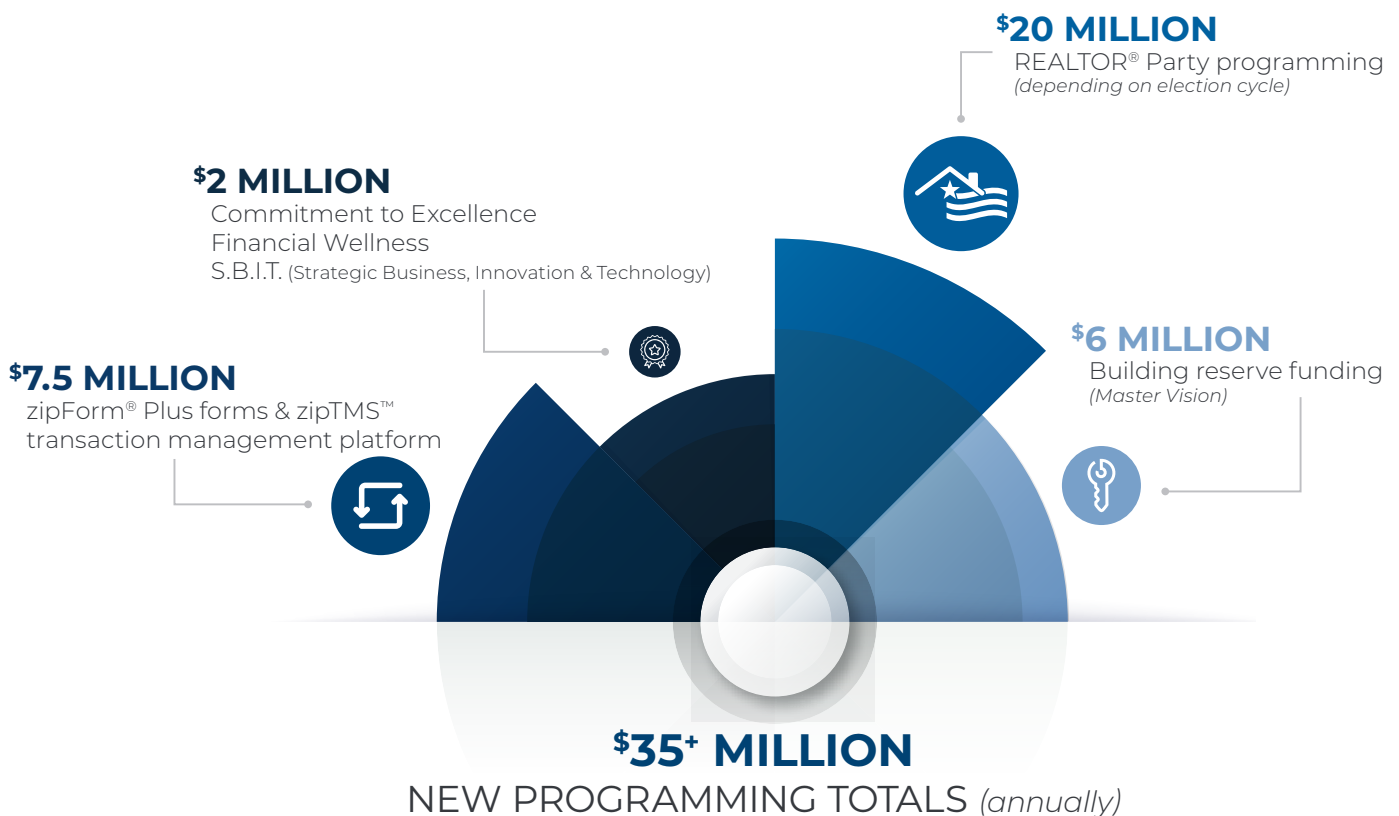 $20 MILLION
REALTOR® Party programming
(depending on election cycle)
$2 MILLION
Commitment to Excellence
Financial Wellness
S.B.I.T. (Strategic Business, Innovation & Technology)
$6 MILLION
Building reserve funding
(Master Vision)
$7.5 MILLION
zipForm® Plus forms & zipTMS™
transaction management platform
$35+ MILLION
NEW PROGRAMMING TOTALS (annually)